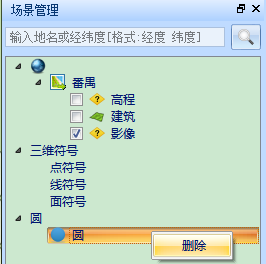 场景管理
输入地名或经纬度[格式:经度 纬度]
番禺
高程
建筑
影像
三维符号
点符号
线符号
面符号
圆
圆
删除